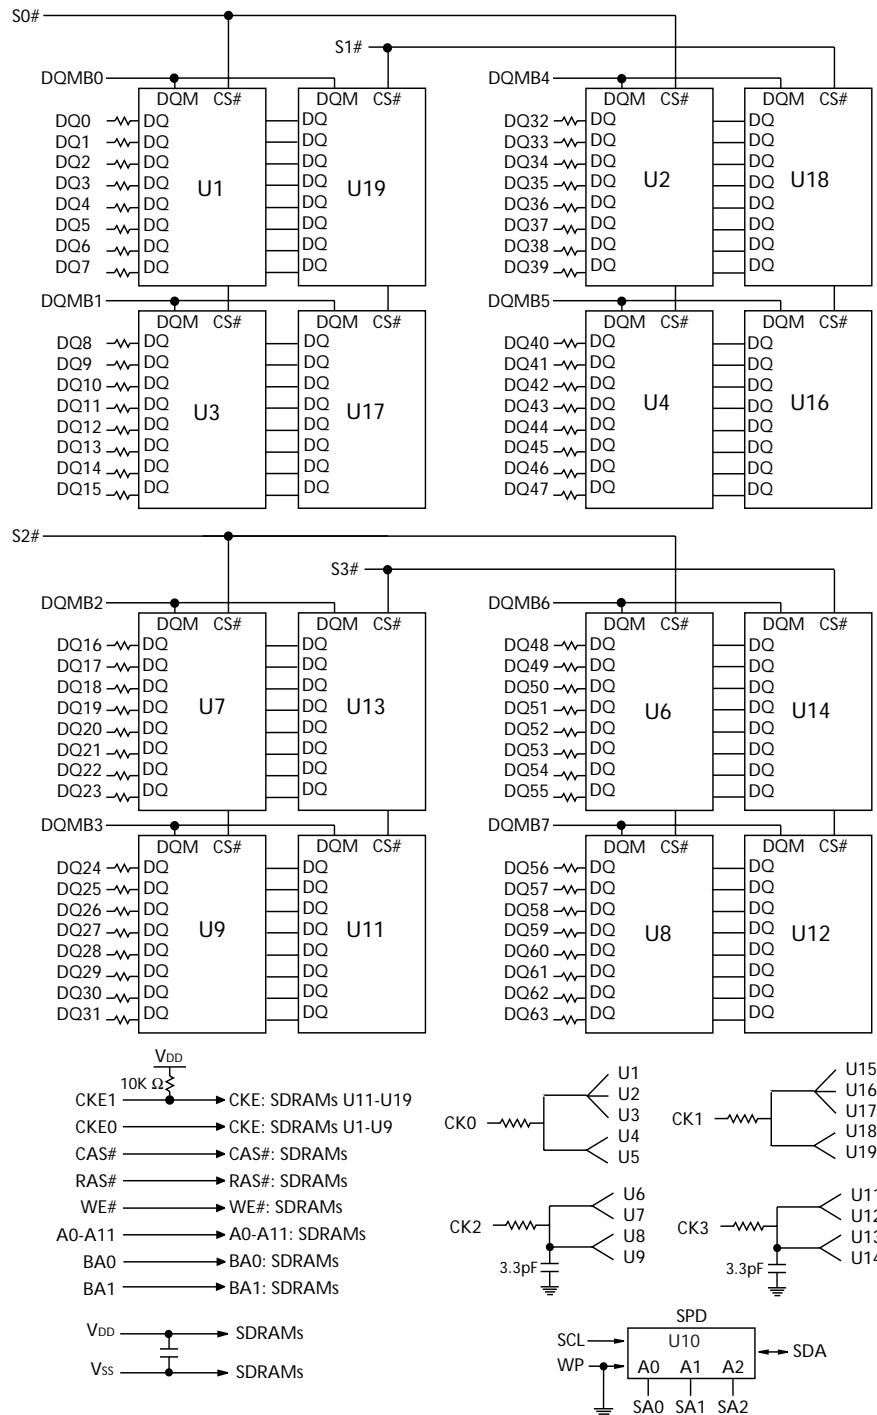 S0#
S1#
DQMB0
DQMB4
DQM CS#
DQM CS#
DQM CS#
DQM CS#
DQ0 DQ DQ DQ32 DQ DQ
DQ1 DQ DQ DQ33 DQ DQ
DQ2 DQ DQ DQ34 DQ DQ
DQ3 DQ U1 DQ U19 DQ35 DQ U2 DQ U18
DQ4 DQ DQ DQ36 DQ DQ
DQ5 DQ DQ DQ37 DQ DQ
DQ6 DQ DQ DQ38 DQ DQ
DQ7 DQ DQ DQ39 DQ DQ
DQMB1
DQMB5
DQM CS#
DQM CS#
DQM CS#
DQM CS#
DQ8 DQ DQ DQ40 DQ DQ
DQ9 DQ DQ DQ41 DQ DQ
DQ10 DQ DQ DQ42 DQ DQ
DQ11 DQ U3 DQ U17 DQ43 DQ U4 DQ U16
DQ12 DQ DQ DQ44 DQ DQ
DQ13 DQ DQ DQ45 DQ DQ
DQ14 DQ DQ DQ46 DQ DQ
DQ15 DQ DQ DQ47 DQ DQ
S2#
S3#
DQMB2
DQMB6
DQM CS#
DQM CS#
DQM CS#
DQM CS#
DQ16 DQ DQ DQ48 DQ DQ
DQ17 DQ DQ DQ49 DQ DQ
DQ18 DQ DQ DQ50 DQ DQ
DQ19 DQ U7 DQ U13 DQ51 DQ U6 DQ U14
DQ20 DQ DQ DQ52 DQ DQ
DQ21 DQ DQ DQ53 DQ DQ
DQ22 DQ DQ DQ54 DQ DQ
DQ23 DQ DQ DQ55 DQ DQ
DQMB3
DQMB7
DQM CS#
DQM CS#
DQM CS#
DQM CS#
DQ24 DQ DQ DQ56 DQ DQ
DQ25 DQ DQ DQ57 DQ DQ
DQ26 DQ DQ DQ58 DQ DQ
DQ27 DQ U9 DQ U11 DQ59 DQ U8 DQ U12
DQ28 DQ DQ DQ60 DQ DQ
DQ29 DQ DQ DQ61 DQ DQ
DQ30 DQ DQ DQ62 DQ DQ
DQ31 DQ DQ DQ63 DQ DQ
VDD
10K Ω
CKE1 CKE: SDRAMs U11-U19
CKE0 CKE: SDRAMs U1-U9
CAS# CAS#: SDRAMs
RAS# RAS#: SDRAMs
WE# WE#: SDRAMs
A0-A11 A0-A11: SDRAMs
BA0 BA0: SDRAMs
BA1 BA1: SDRAMs
VDD SDRAMs
VSS SDRAMs
CK0
U1
U2
U3
U4
U5
CK1
U15
U16
U17
U18
U19
CK2
U6
U7
U8
U9
3.3pF
CK3
U11
U12
U13
U14
3.3pF
SPD
U10
SCL
WP
A0 A1 A2
SDA
SA0 SA1 SA2